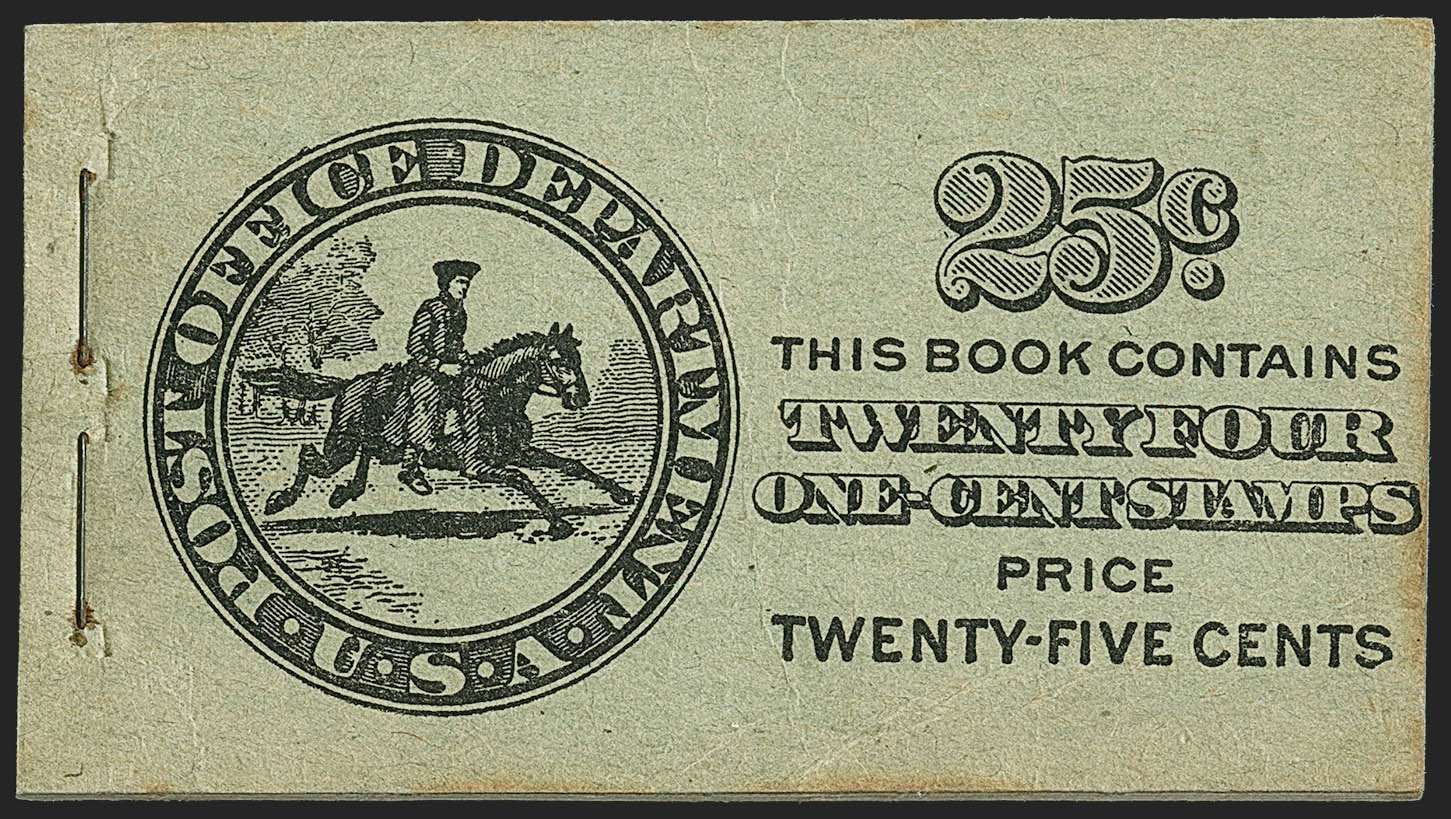 POST OFFICE DEPARTMENT
U.S.A.
25¢.
THIS BOOK CONTAINS
TWENTY FOUR
ONE-CENT STAMPS
PRICE
TWENTY-FIVE CENTS